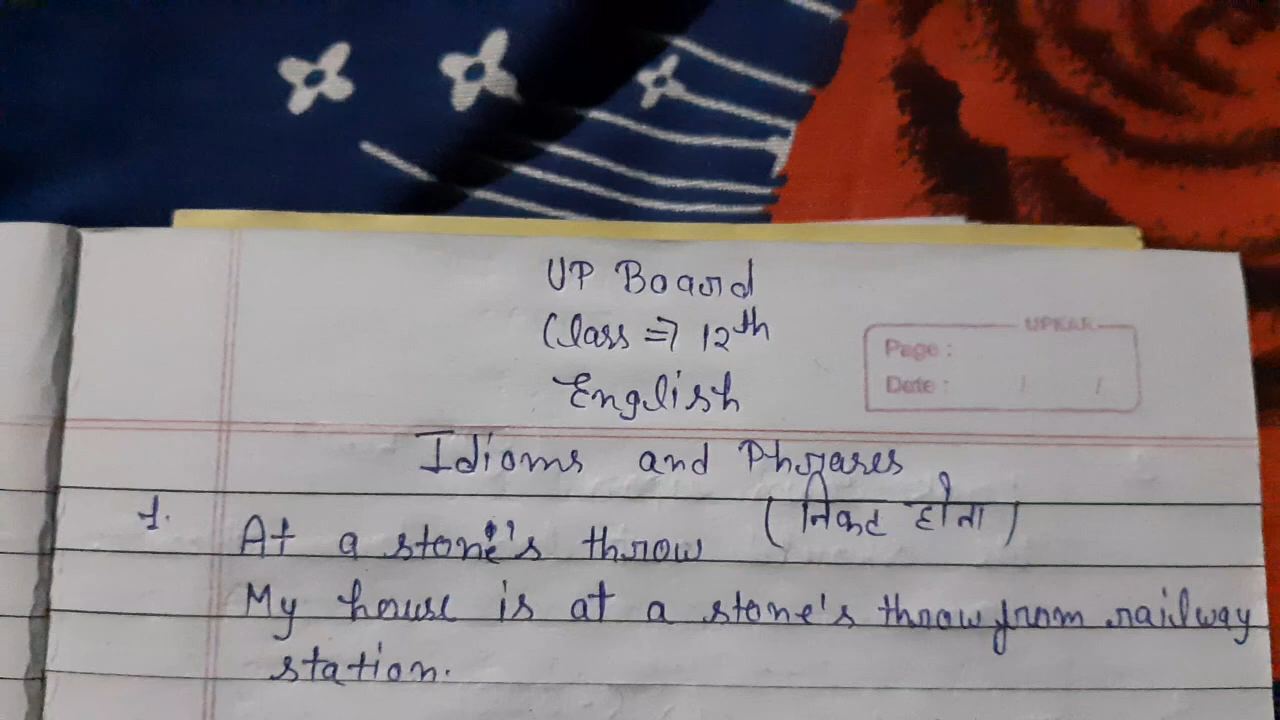 UP Board
Class ⇒ 12th
English
UPKAR
Page :
Date : / /
Idioms and Phrases
1. At a stone's throw (निकट होना)
My house is at a stone's throw from railway
station.